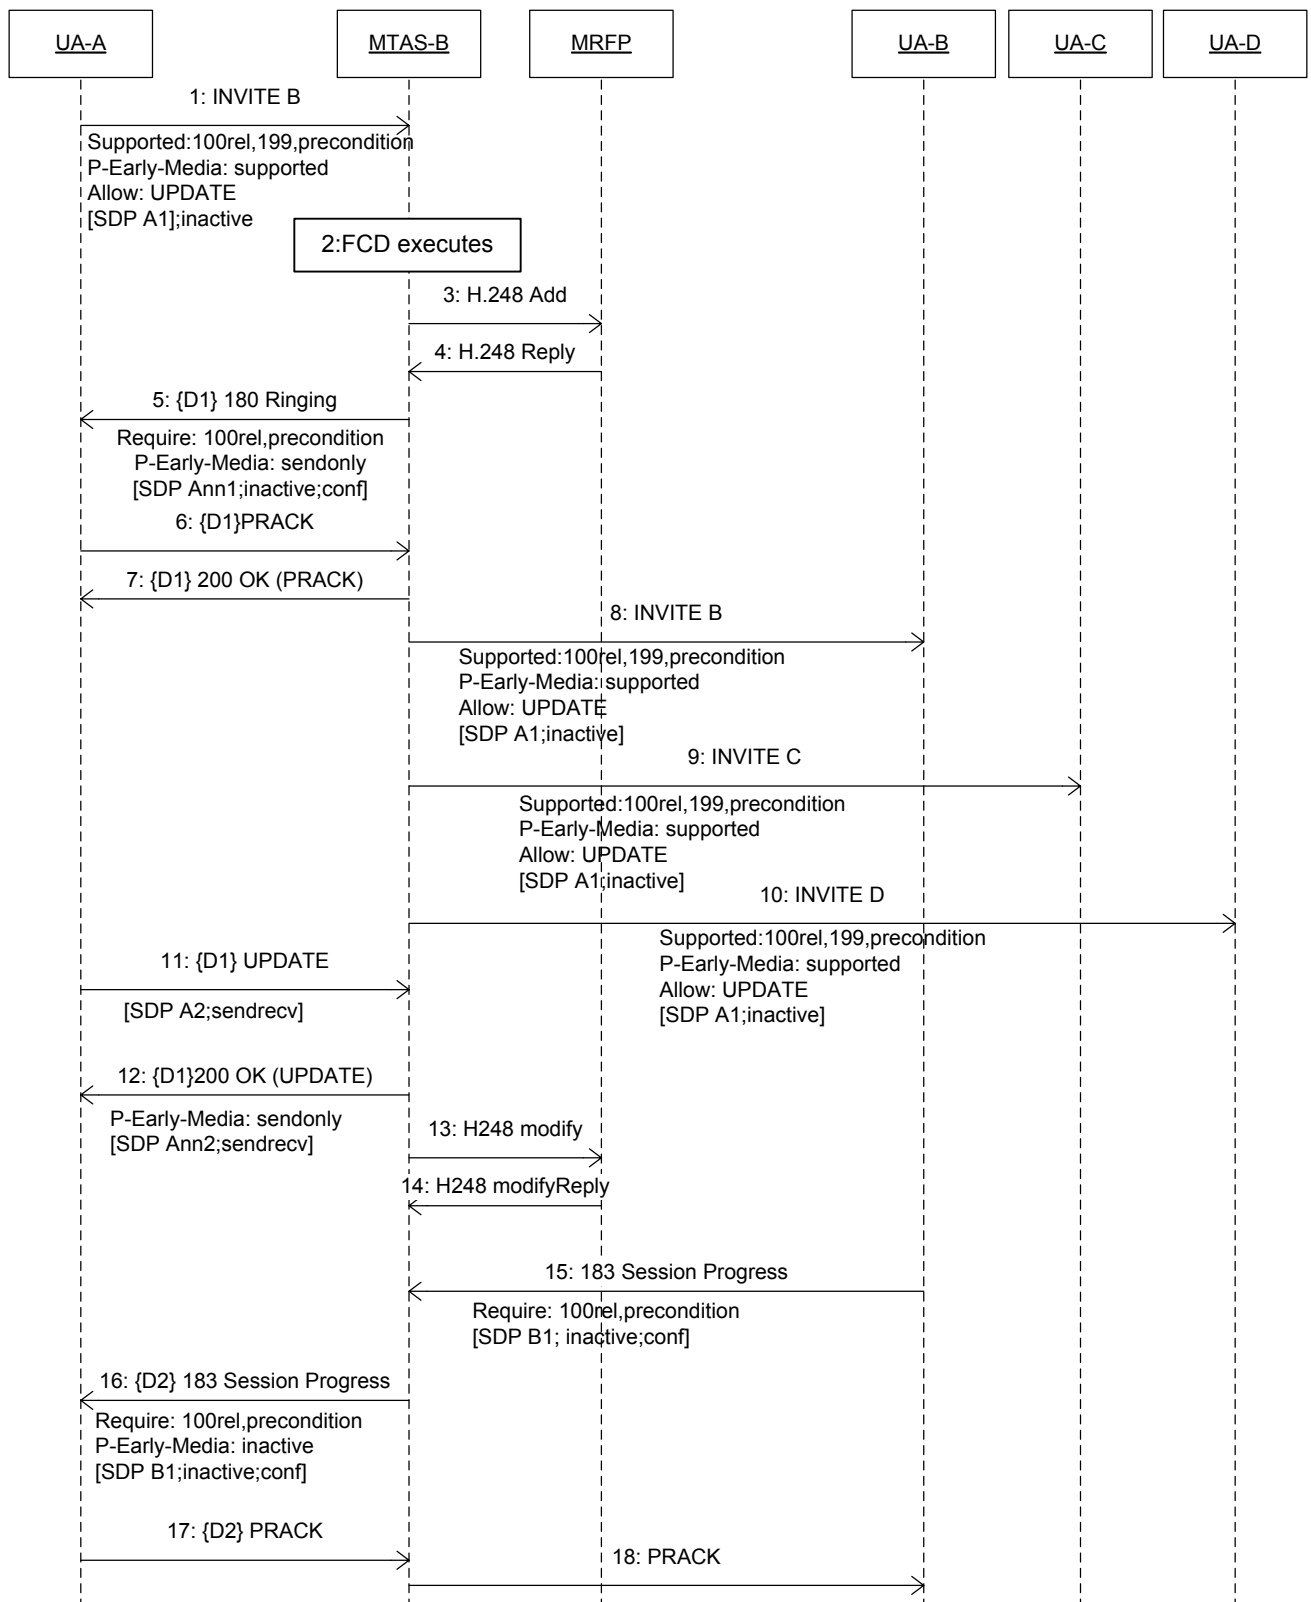 UA-A
MTAS-B
MRFP
UA-B
UA-C
UA-D
1: INVITE B
Supported:100rel,199,precondition
P-Early-Media: supported
Allow: UPDATE
[SDP A1];inactive
2:FCD executes
3: H.248 Add
4: H.248 Reply
5: {D1} 180 Ringing
Require: 100rel,precondition
P-Early-Media: sendonly
[SDP Ann1;inactive;conf]
6: {D1}PRACK
7: {D1} 200 OK (PRACK)
8: INVITE B
Supported:100rel,199,precondition
P-Early-Media: supported
Allow: UPDATE
[SDP A1;inactive]
9: INVITE C
Supported:100rel,199,precondition
P-Early-Media: supported
Allow: UPDATE
[SDP A1;inactive]
10: INVITE D
Supported:100rel,199,precondition
P-Early-Media: supported
Allow: UPDATE
[SDP A1;inactive]
11: {D1} UPDATE
[SDP A2;sendrecv]
12: {D1}200 OK (UPDATE)
P-Early-Media: sendonly
[SDP Ann2;sendrecv]
13: H248 modify
14: H248 modifyReply
15: 183 Session Progress
Require: 100rel,precondition
[SDP B1; inactive;conf]
16: {D2} 183 Session Progress
Require: 100rel,precondition
P-Early-Media: inactive
[SDP B1;inactive;conf]
17: {D2} PRACK
18: PRACK